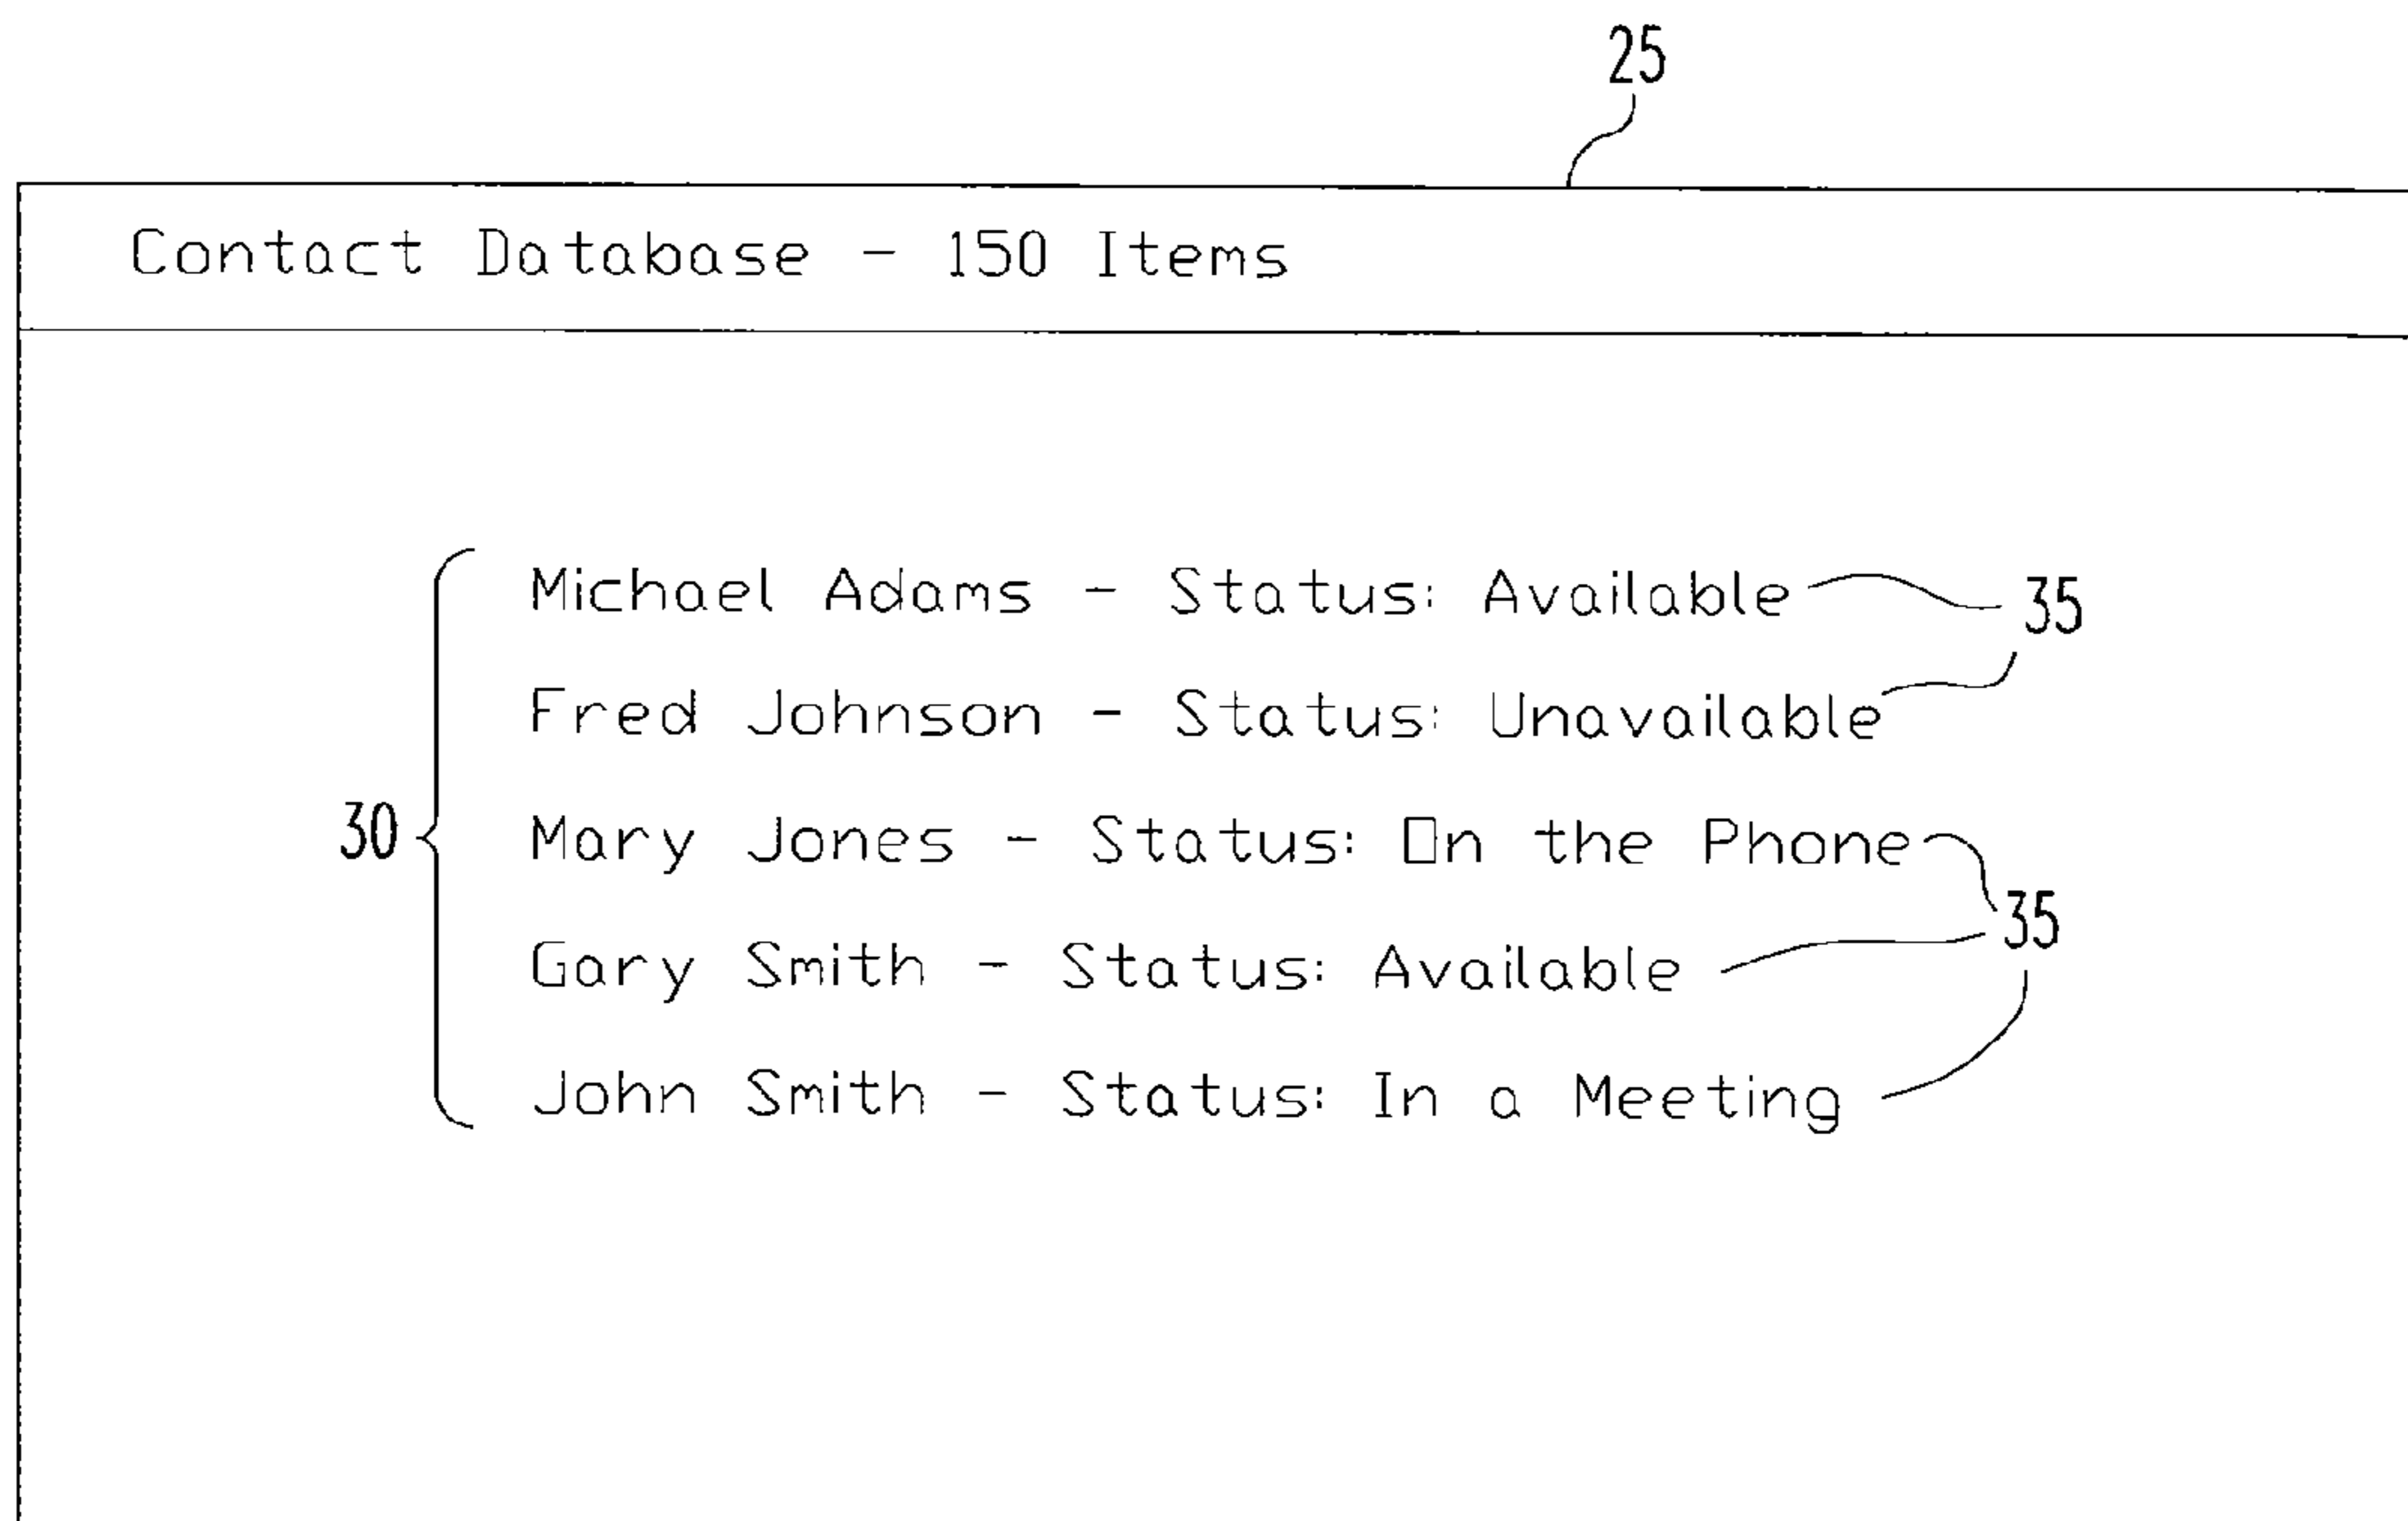 25
Contact Database - 150 Items
Michael Adams - Status: Available
35
Fred Johnson - Status: Unavailable
30
Mary Jones - Status: On the Phone
35
Gary Smith - Status: Available
John Smith - Status: In a Meeting